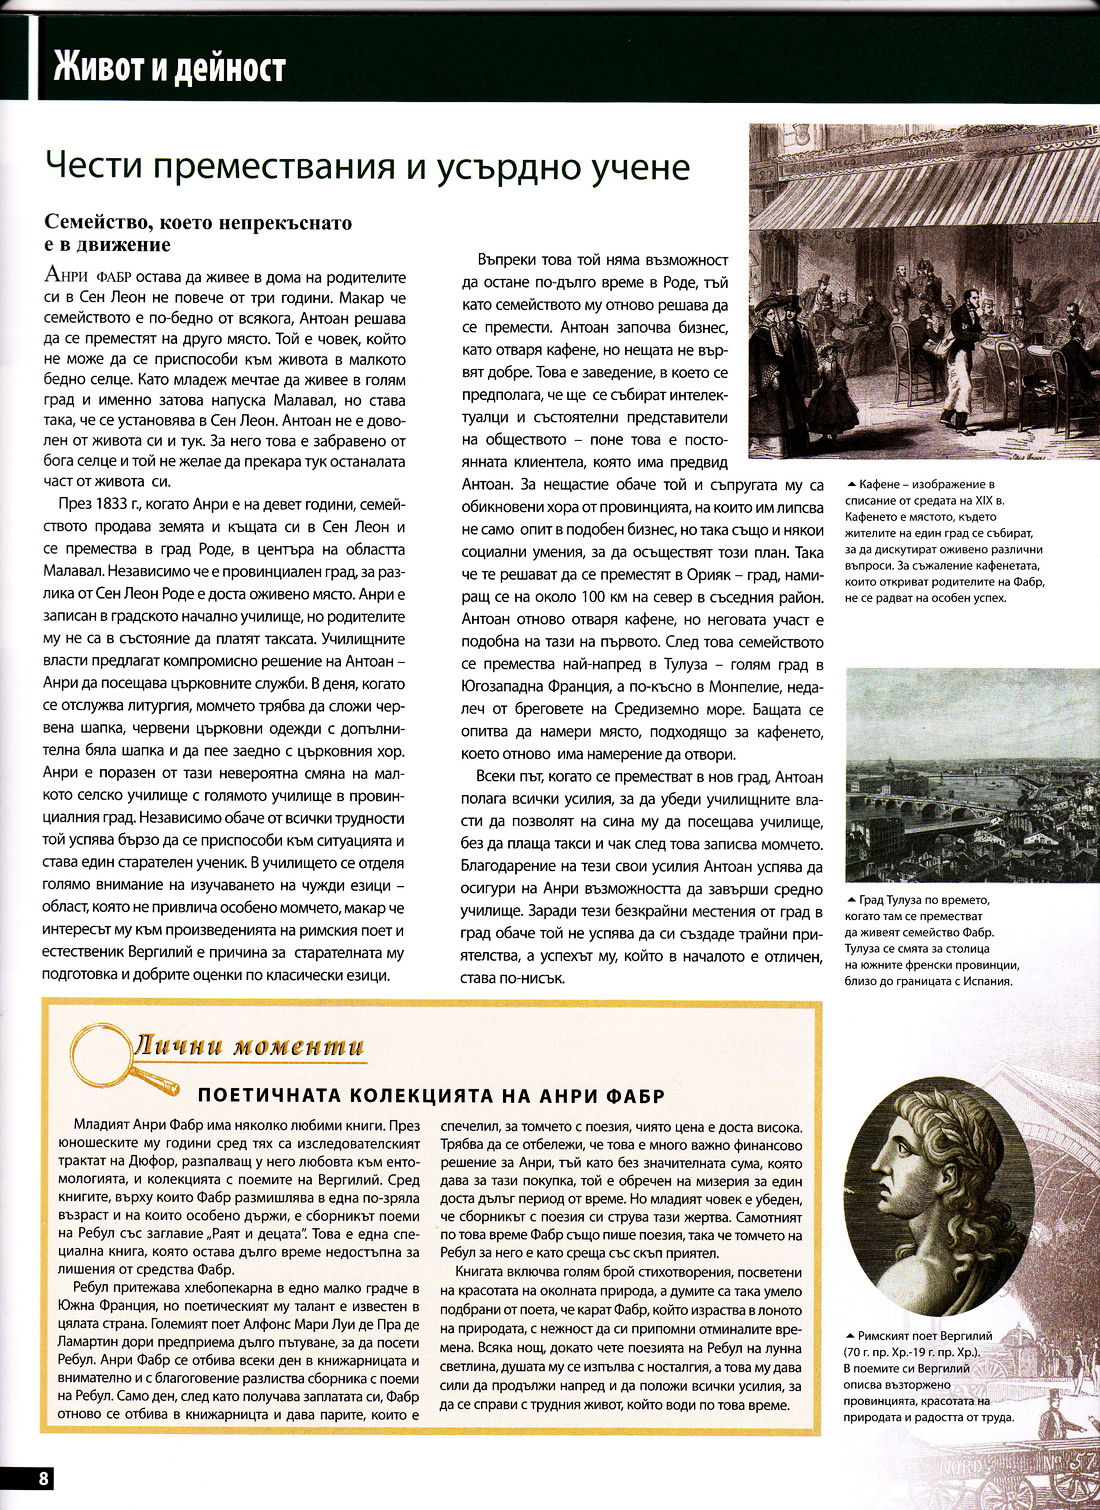 Живот и дейност
Чести премествания и усърдно учене
Семейство, което непрекъснато
е в движение
АНРИ ФАБР остава да живее в дома на родителите
си в Сен Леон не повече от три години. Макар че
семейството е по-бедно от всякога, Антоан решава
да се преместят на друго място. Той е човек, който
не може да се приспособи към живота в малкото
бедно селце. Като младеж мечтае да живее в голям
град и именно затова напуска Малавал, но става
така, че се установява в Сен Леон. Антоан не е дово-
лен от живота си и тук. За него това е забравено от
бога селце и той не желае да прекара тук останалата
част от живота си.
През 1833 г., когато Анри е на девет години, семей-
ството продава земята и къщата си в Сен Леон и
се премества в град Роде, в центъра на областта
Малавал. Независимо че е провинциален град, за раз-
лика от Сен Леон Роде е доста оживено място. Анри е
записан в градското начално училище, но родителите
му не са в състояние да платят таксата. Училищните
власти предлагат компромисно решение на Антоан –
Анри да посещава църковните служби. В деня, когато
се отслужва литургия, момчето трябва да сложи чер-
вена шапка, червени църковни одежди с допълни-
телна бяла шапка и да пее заедно с църковния хор.
Анри е поразен от тази невероятна смяна на мал-
кото селско училище с голямото училище в провин-
циалния град. Независимо обаче от всички трудности
той успява бързо да се приспособи към ситуацията и
става един старателен ученик. В училището се отделя
голямо внимание на изучаването на чужди езици –
област, която не привлича особено момчето, макар че
интересът му към произведенията на римския поет и
естественик Вергилий е причина за старателната му
подготовка и добрите оценки по класически езици.
Въпреки това той няма възможност
да остане по-дълго време в Роде, тъй
като семейството му отново решава да
се премести. Антоан започва бизнес,
като отваря кафене, но нещата не вър-
вят добре. Това е заведение, в което се
предполага, че ще се събират интелек-
туалци и състоятелни представители
на обществото – поне това е посто-
янната клиентела, която има предвид
Антоан. За нещастие обаче той и съпругата му са
обикновени хора от провинцията, на които им липсва
не само опит в подобен бизнес, но така също и някои
социални умения, за да осъществят този план. Така
че те решават да се преместят в Орияк – град, нами-
ращ се на около 100 км на север в съседния район.
Антоан отново отваря кафене, но неговата участ е
подобна на тази на първото. След това семейството
се премества най-напред в Тулуза – голям град в
Югозападна Франция, а по-късно в Монпелие, неда-
леч от бреговете на Средиземно море. Бащата се
опитва да намери място, подходящо за кафенето,
което отново има намерение да отвори.
Всеки път, когато се преместват в нов град, Антоан
полага всички усилия, за да убеди училищните вла-
сти да позволят на сина му да посещава училище,
без да плаща такси и чак след това записва момчето.
Благодарение на тези свои усилия Антоан успява да
осигури на Анри възможността да завърши средно
училище. Заради тези безкрайни местения от град в
град обаче той не успява да си създаде трайни при-
ятелства, а успехът му, който в началото е отличен,
става по-нисък.
Кафене – изображение в
списание от средата на XIX в.
Кафенето е мястото, където
жителите на един град се събират,
за да дискутират оживено различни
въпроси. За съжаление кафенетата,
които откриват родителите на Фабр,
не се радват на особен успех.
Град Тулуза по времето,
когато там се преместват
да живеят семейство Фабр.
Тулуза се смята за столица
на южните френски провинции,
близо до границата с Испания.
Римският поет Вергилий
(70 г. пр. Хр.-19 г. пр. Хр.).
В поемите си Вергилий
описва възторжено
провинцията, красотата на
природата и радостта от труда.
NORD Nº 57
Лични моменти
ПОЕТИЧНАТА КОЛЕКЦИЯТА НА АНРИ ФАБР
Младият Анри Фабр има няколко любими книги. През
юношеските му години сред тях са изследователският
трактат на Дюфор, разпалващ у него любовта към енто-
мологията, и колекцията с поемите на Вергилий. Сред
книгите, върху които Фабр размишлява в една по-зряла
възраст и на които особено държи, е сборникът поеми
на Ребул със заглавие „Раят и децата". Това е една спе-
циална книга, която остава дълго време недостъпна за
лишения от средства Фабр.
Ребул притежава хлебопекарна в едно малко градче в
Южна Франция, но поетическият му талант е известен в
цялата страна. Големият поет Алфонс Мари Луи де Пра де
Ламартин дори предприема дълго пътуване, за да посети
Ребул. Анри Фабр се отбива всеки ден в книжарницата и
внимателно и с благоговение разлиства сборника с поеми
на Ребул. Само ден, след като получава заплатата си, Фабр
отново се отбива в книжарницта и дава парите, които е
спечелил, за томчето с поезия, чиято цена е доста висока.
Трябва да се отбележи, че това е много важно финансово
решение за Анри, тъй като без значителната сума, която
дава за тази покупка, той е обречен на мизерия за един
доста дълъг период от време. Но младият човек е убеден,
че сборникът с поезия си струва тази жертва. Самотният
по това време Фабр също пише поезия, така че томчето на
Ребул за него е като среща със скъп приятел.
Книгата включва голям брой стихотворения, посветени
на красотата на околната природа, а думите са така умело
подбрани от поета, че карат Фабр, който израства в лоното
на природата, с нежност да си припомни отминалите вре-
мена. Всяка нощ, докато чете поезията на Ребул на лунна
светлина, душата му се изпълва с носталгия, а това му дава
сили да продължи напред и да положи всички усилия, за
да се справи с трудния живот, който води по това време.
8